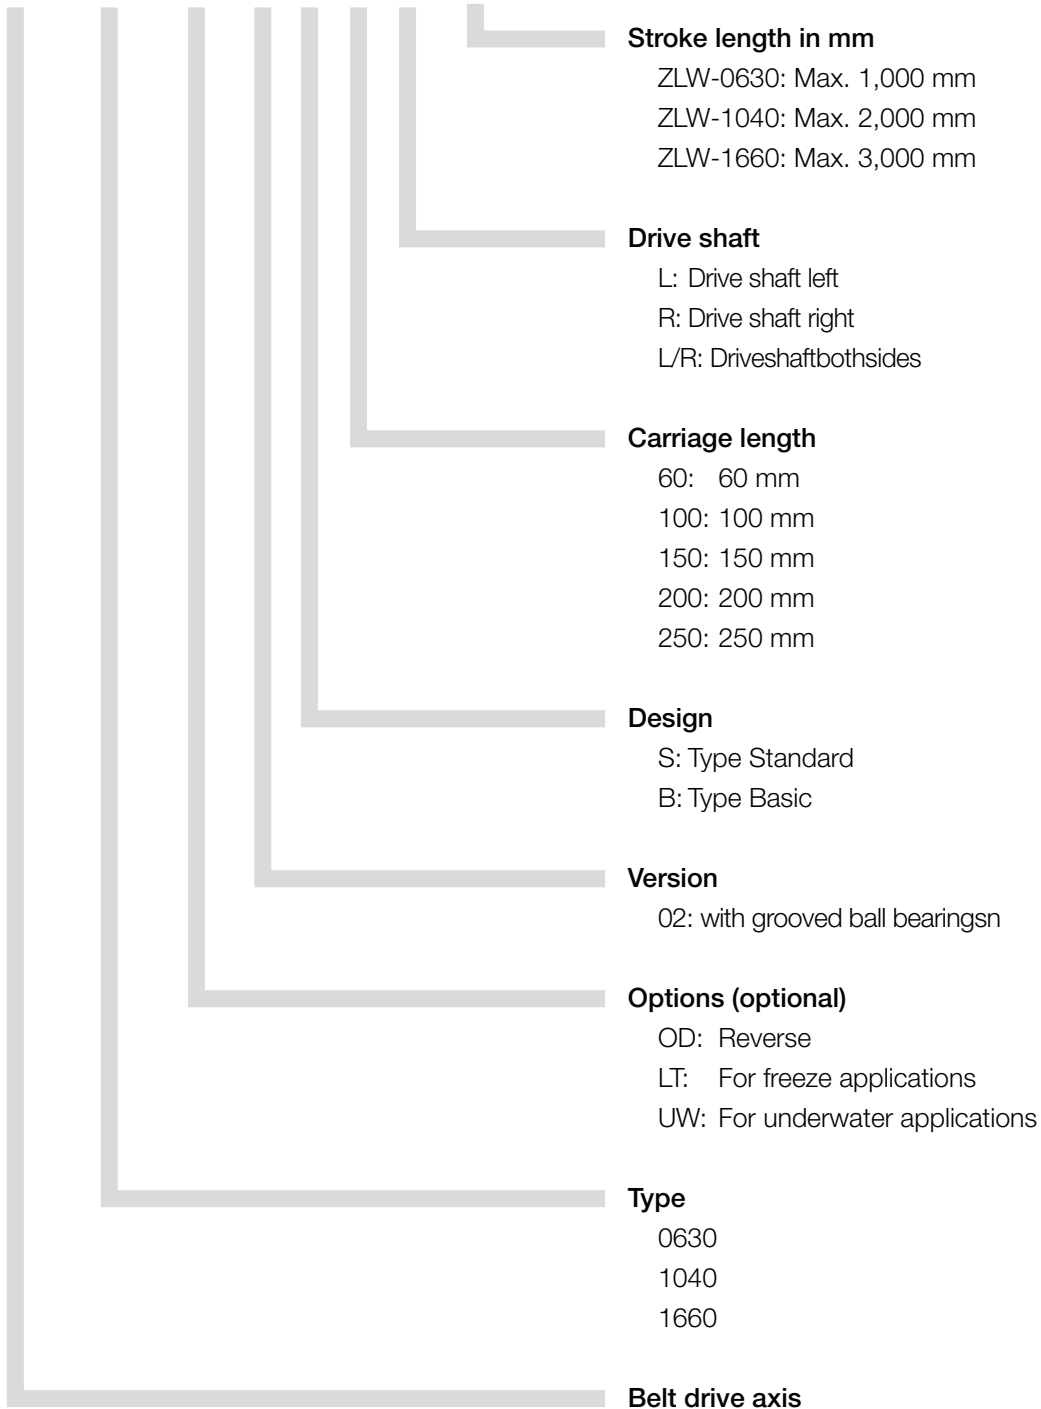 Stroke length in mm
ZLW-0630: Max. 1,000 mm
ZLW-1040: Max. 2,000 mm
ZLW-1660: Max. 3,000 mm
Drive shaft
L: Drive shaft left
R: Drive shaft right
L/R: Driveshaftbothsides
Carriage length
60: 60 mm
100: 100 mm
150: 150 mm
200: 200 mm
250: 250 mm
Design
S: Type Standard
B: Type Basic
Version
02: with grooved ball bearingsn
Options (optional)
OD: Reverse
LT: For freeze applications
UW: For underwater applications
Type
0630
1040
1660
Belt drive axis